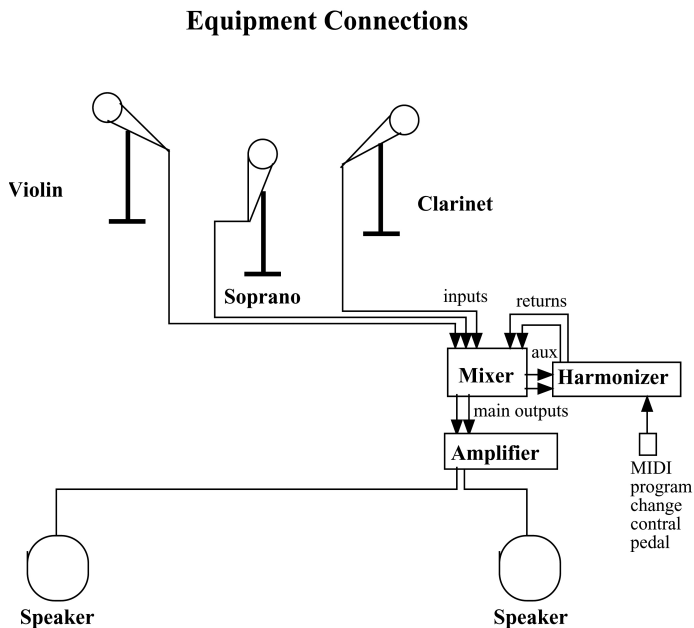 Equipment Connections
Violin
Clarinet
Soprano
inputs
returns
aux
Mixer
Harmonizer
main outputs
Amplifier
MIDI
program
change
contral
pedal
Speaker
Speaker